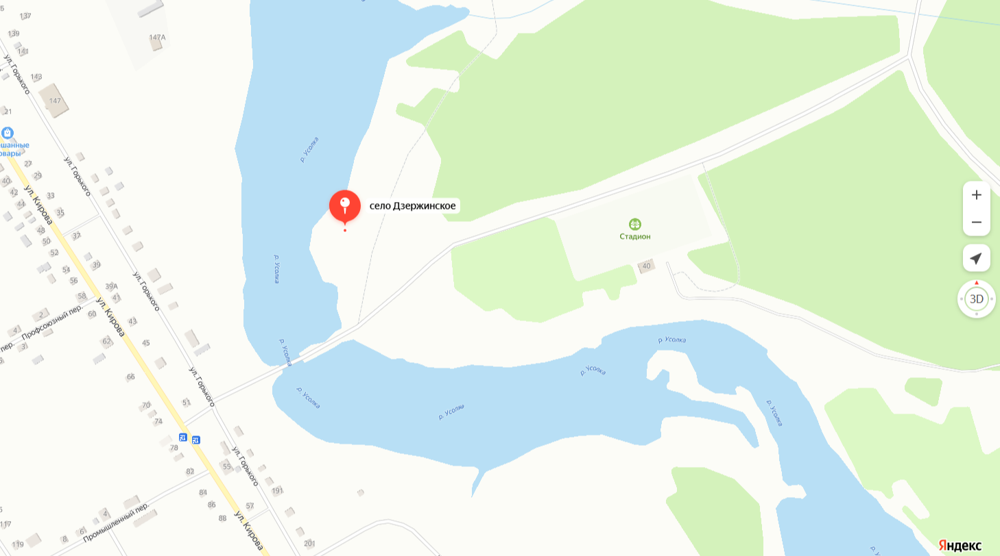 137
139
141
143
147А
147
ул. Горького
21
ешанные
овары
27
29
40
42
44
33
35
ул. Кирова
ул. Горького
р. Усолка
село Дзержинское
Стадион
40
48
50
52
37
39
54
56
58
39А
41
р. Усолка
ул. Горького
ул. Кирова
2
4
3
Профсоюзный пер.
пер.
60
62
43
45
р. Усолка
р. Усолка
р. Усолка
р. Усолка
р. Усолка
р. Усолка
66
70
74
51
ул. Горького
78
82
84
86
88
55
57
ул. Горького
191
201
ул. Кирова
Промышленный пер.
4
6
8
117
119
3D
Яндекс